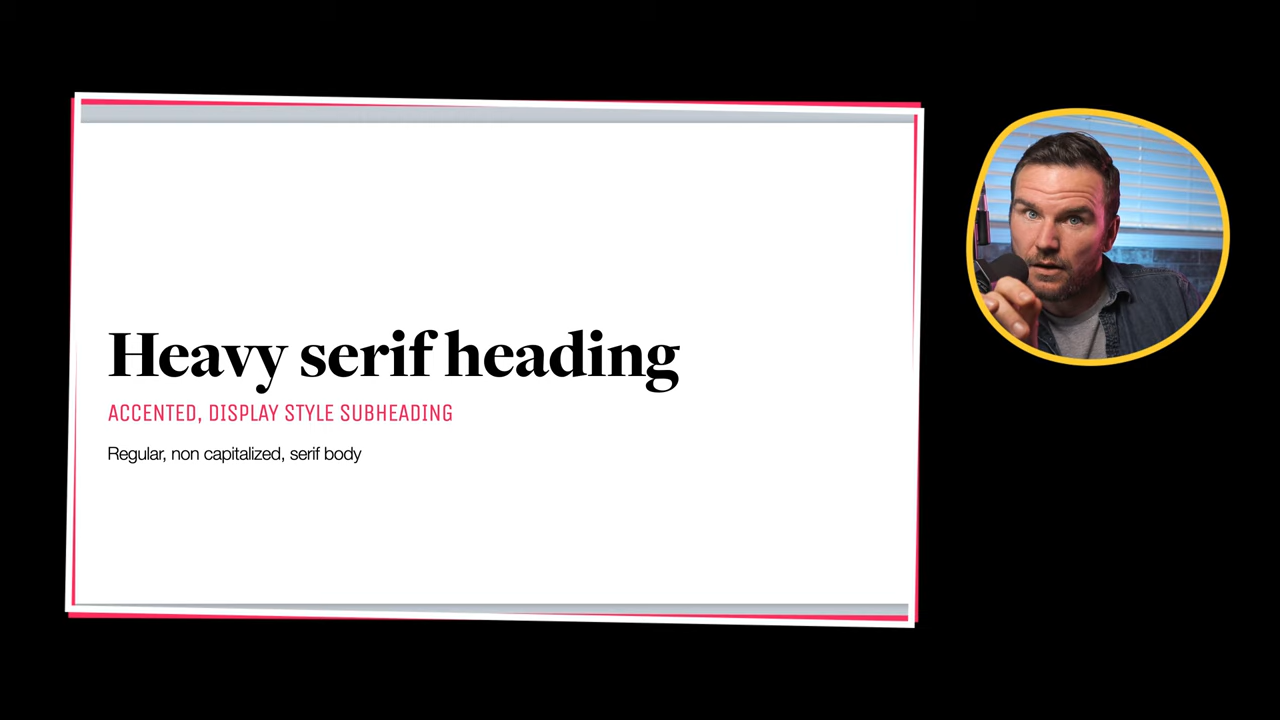 Heavy serif heading
ACCENTED, DISPLAY STYLE SUBHEADING
Regular, non capitalized, serif body